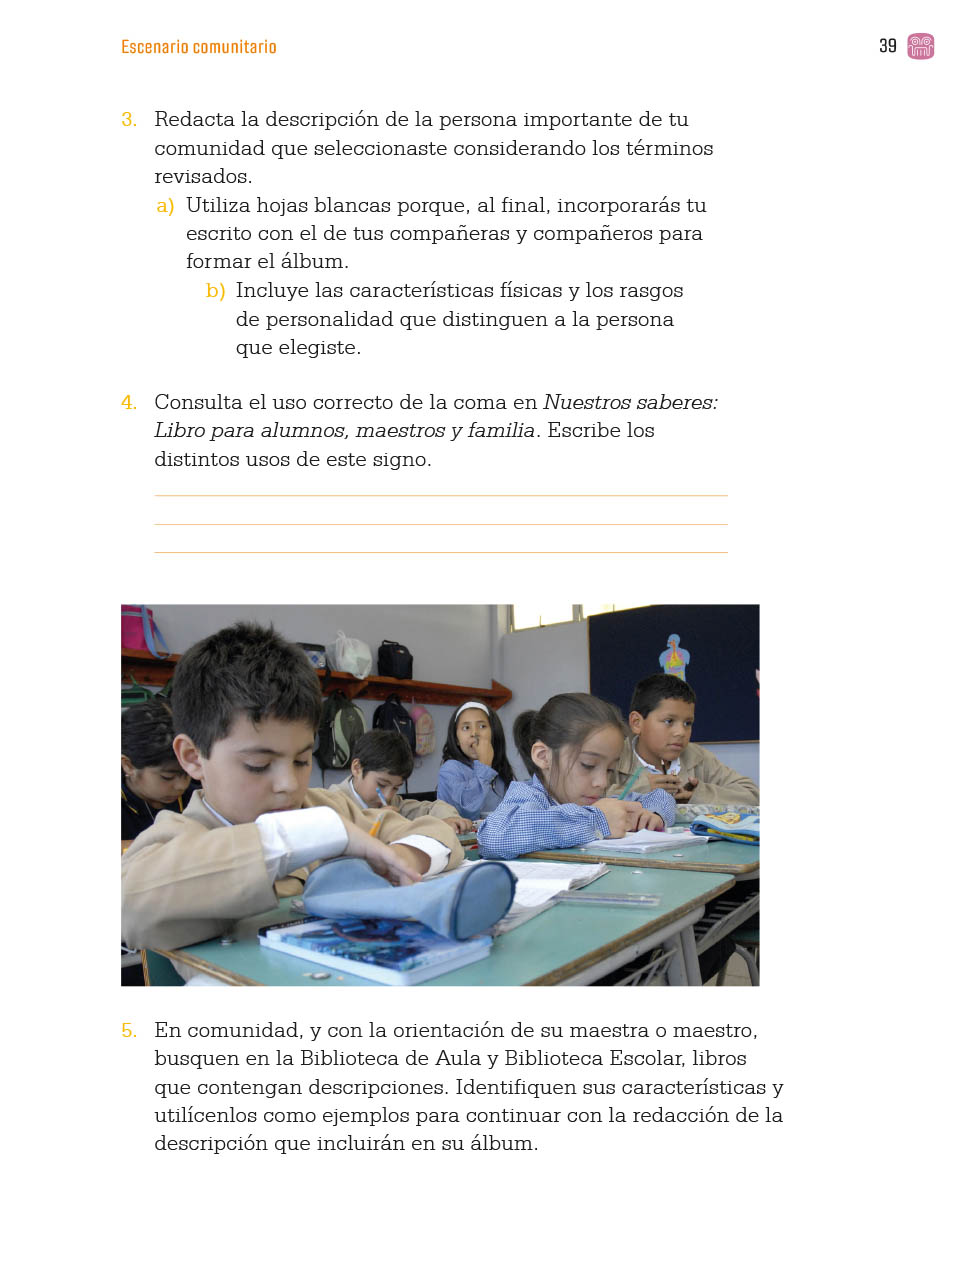 Escenario comunitario
39
3. Redacta la descripción de la persona importante de tu
comunidad que seleccionaste considerando los términos
revisados.
a) Utiliza hojas blancas porque, al final, incorporarás tu
escrito con el de tus compañeras y compañeros para
formar el álbum.
b) Incluye las características físicas y los rasgos
de personalidad que distinguen a la persona
que elegiste.
4. Consulta el uso correcto de la coma en Nuestros saberes:
Libro para alumnos, maestros y familia. Escribe los
distintos usos de este signo.
5. En comunidad, y con la orientación de su maestra o maestro,
busquen en la Biblioteca de Aula y Biblioteca Escolar, libros
que contengan descripciones. Identifiquen sus características y
utilícenlos como ejemplos para continuar con la redacción de la
descripción que incluirán en su álbum.